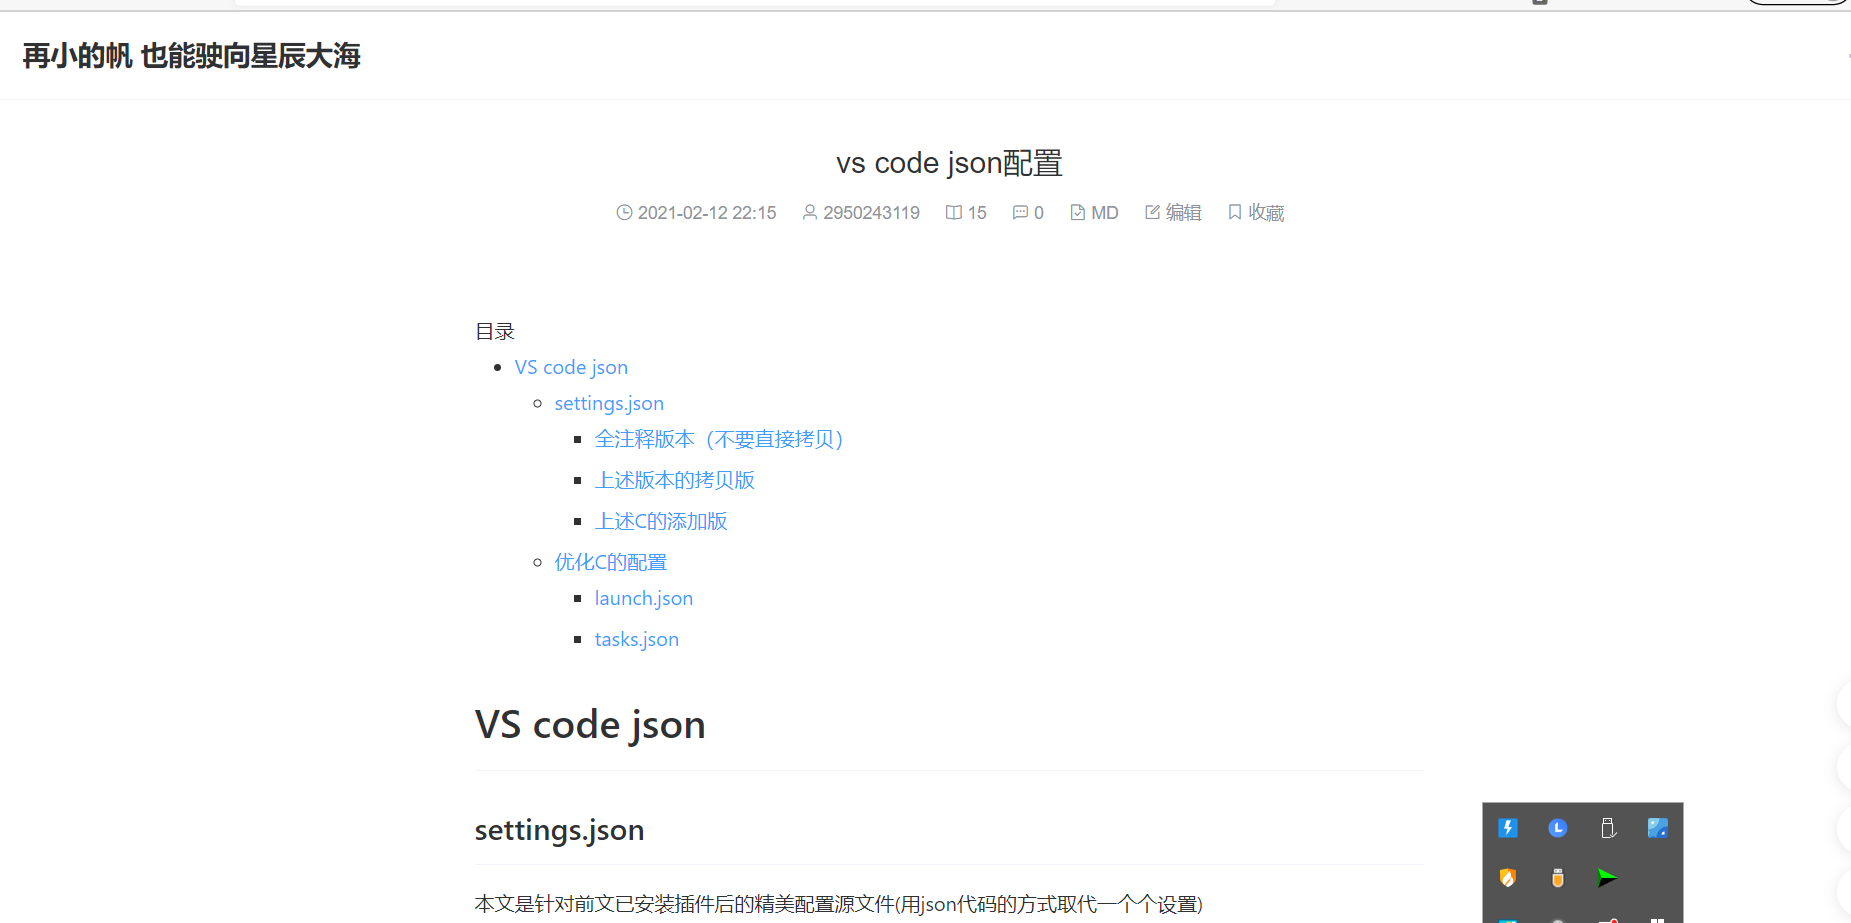 再小的帆 也能驶向星辰大海
vs code json配置
2021-02-12 22:15 2950243119 15 0 MD 编辑 收藏
目录
VS code json
settings.json
全注释版本（不要直接拷贝）
上述版本的拷贝版
上述C的添加版
优化C的配置
launch.json
tasks.json
VS code json
settings.json
本文是针对前文已安装插件后的精美配置源文件(用json代码的方式取代一个个设置)